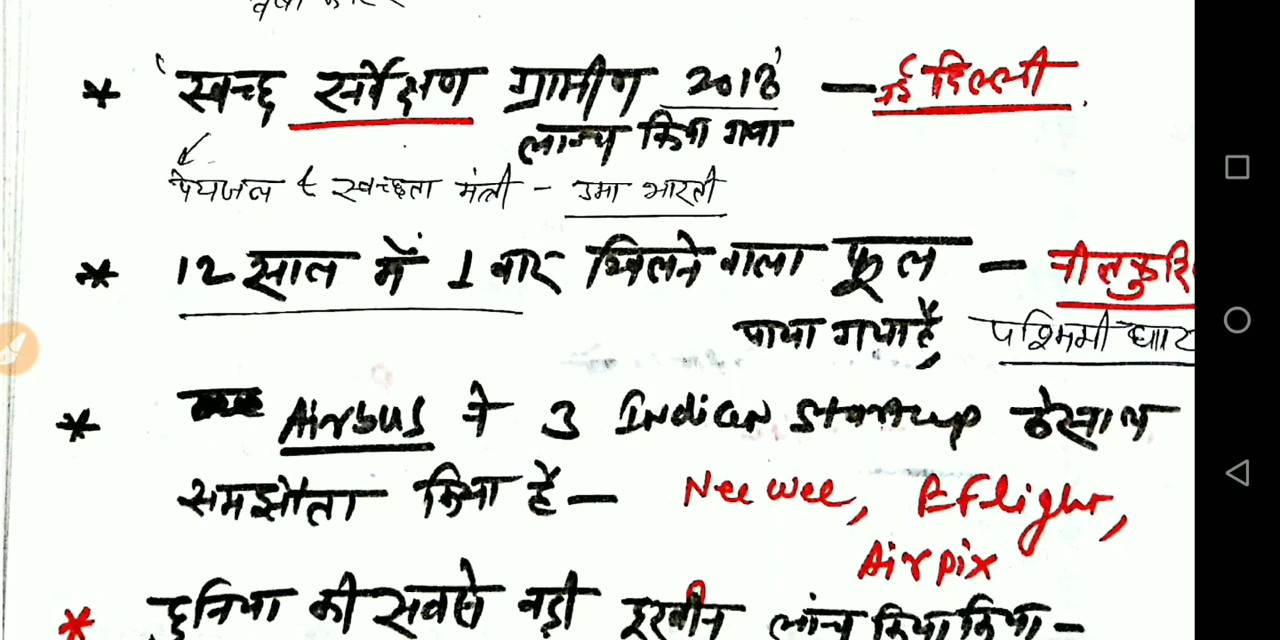 * 'स्वच्छ सर्वेक्षण ग्रामीण 2018' – नई दिल्ली
लान्च किया गया
पेयजल व स्वच्छता मंत्री – उमा भारती
* 12 साल में 1 बार खिलने वाला फूल – नीलकुरि
पाया गया है, पश्चिमी घाट
* Airbus ने 3 Indian startup के साथ
समझौता किया है – Neewee, EFlight,
Airpix
* दुनिया की सबसे बड़ी दूरबीन लांच किया किया –